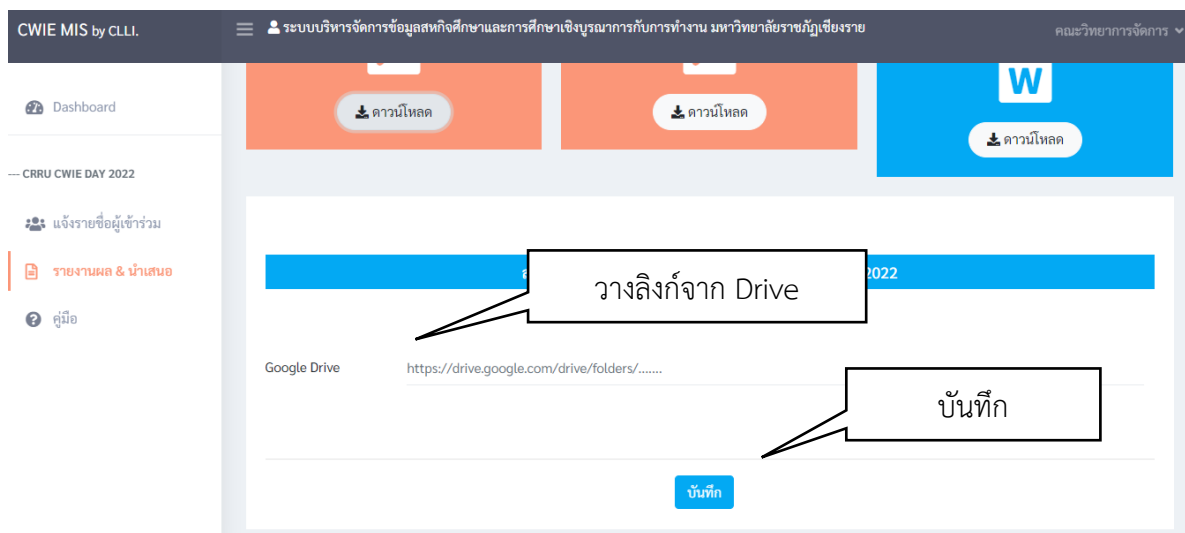 CWIE MIS by CLLI.
ระบบบริหารจัดการข้อมูลสหกิจศึกษาและการศึกษาเชิงบูรณาการกับการทำงาน มหาวิทยาลัยราชภัฏเชียงราย
คณะวิทยาการจัดการ
Dashboard
--- CRRU CWIE DAY 2022
แจ้งรายชื่อผู้เข้าร่วม
รายงานผล & นำเสนอ
คู่มือ
ดาวน์โหลด
ดาวน์โหลด
W
ดาวน์โหลด
2022
วางลิงก์จาก Drive
Google Drive
https://drive.google.com/drive/folders/.......
บันทึก
บันทึก